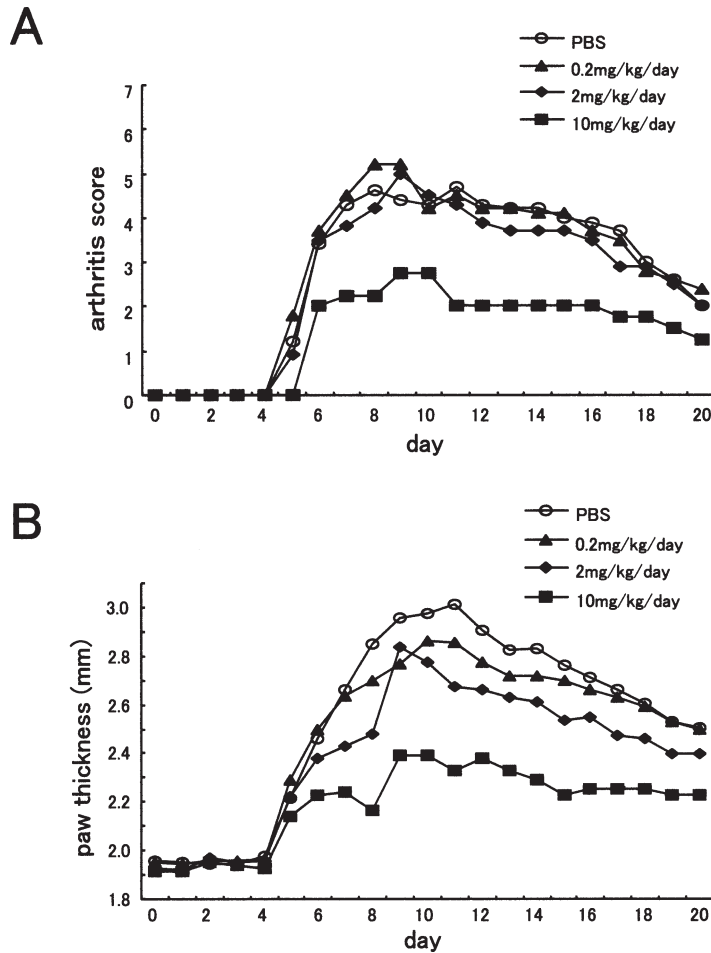 A
PBS
0.2mg/kg/day
2mg/kg/day
10mg/kg/day
7
6
5
4
3
2
1
0
arthritis score
0 2 4 6 8 10 12 14 16 18 20
day
B
PBS
0.2mg/kg/day
2mg/kg/day
10mg/kg/day
3.0
2.8
2.6
2.4
2.2
2.0
1.8
paw thickness (mm)
0 2 4 6 8 10 12 14 16 18 20
day